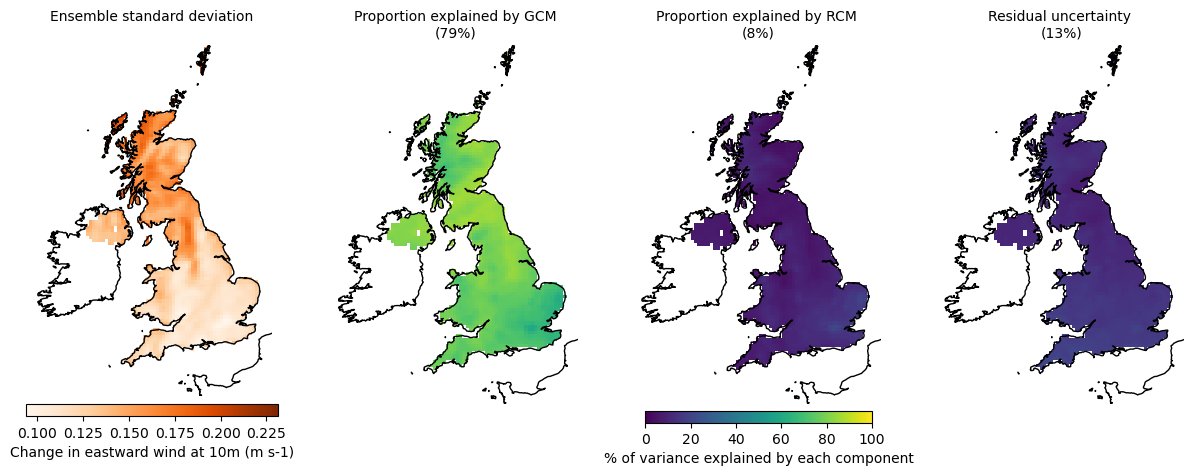 Ensemble standard deviation
Proportion explained by GCM
(79%)
Proportion explained by RCM
(8%)
Residual uncertainty
(13%)
0.100 0.125 0.150 0.175 0.200 0.225
Change in eastward wind at 10m (m s-1)
0 20 40 60 80 100
% of variance explained by each component